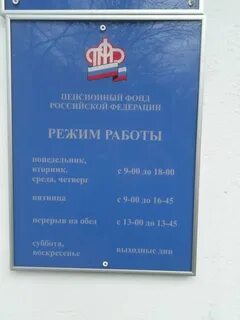 ПЕНСИОННЫЙ ФОНД
РОССИЙСКОЙ ФЕДЕРАЦИИ
РЕЖИМ РАБОТЫ
понедельник,
вторник,
среда, четверг с 9-00 до 18-00
пятница с 9-00 до 16-45
перерыв на обед с 13-00 до 13-45
суббота,
воскресенье выходные дни